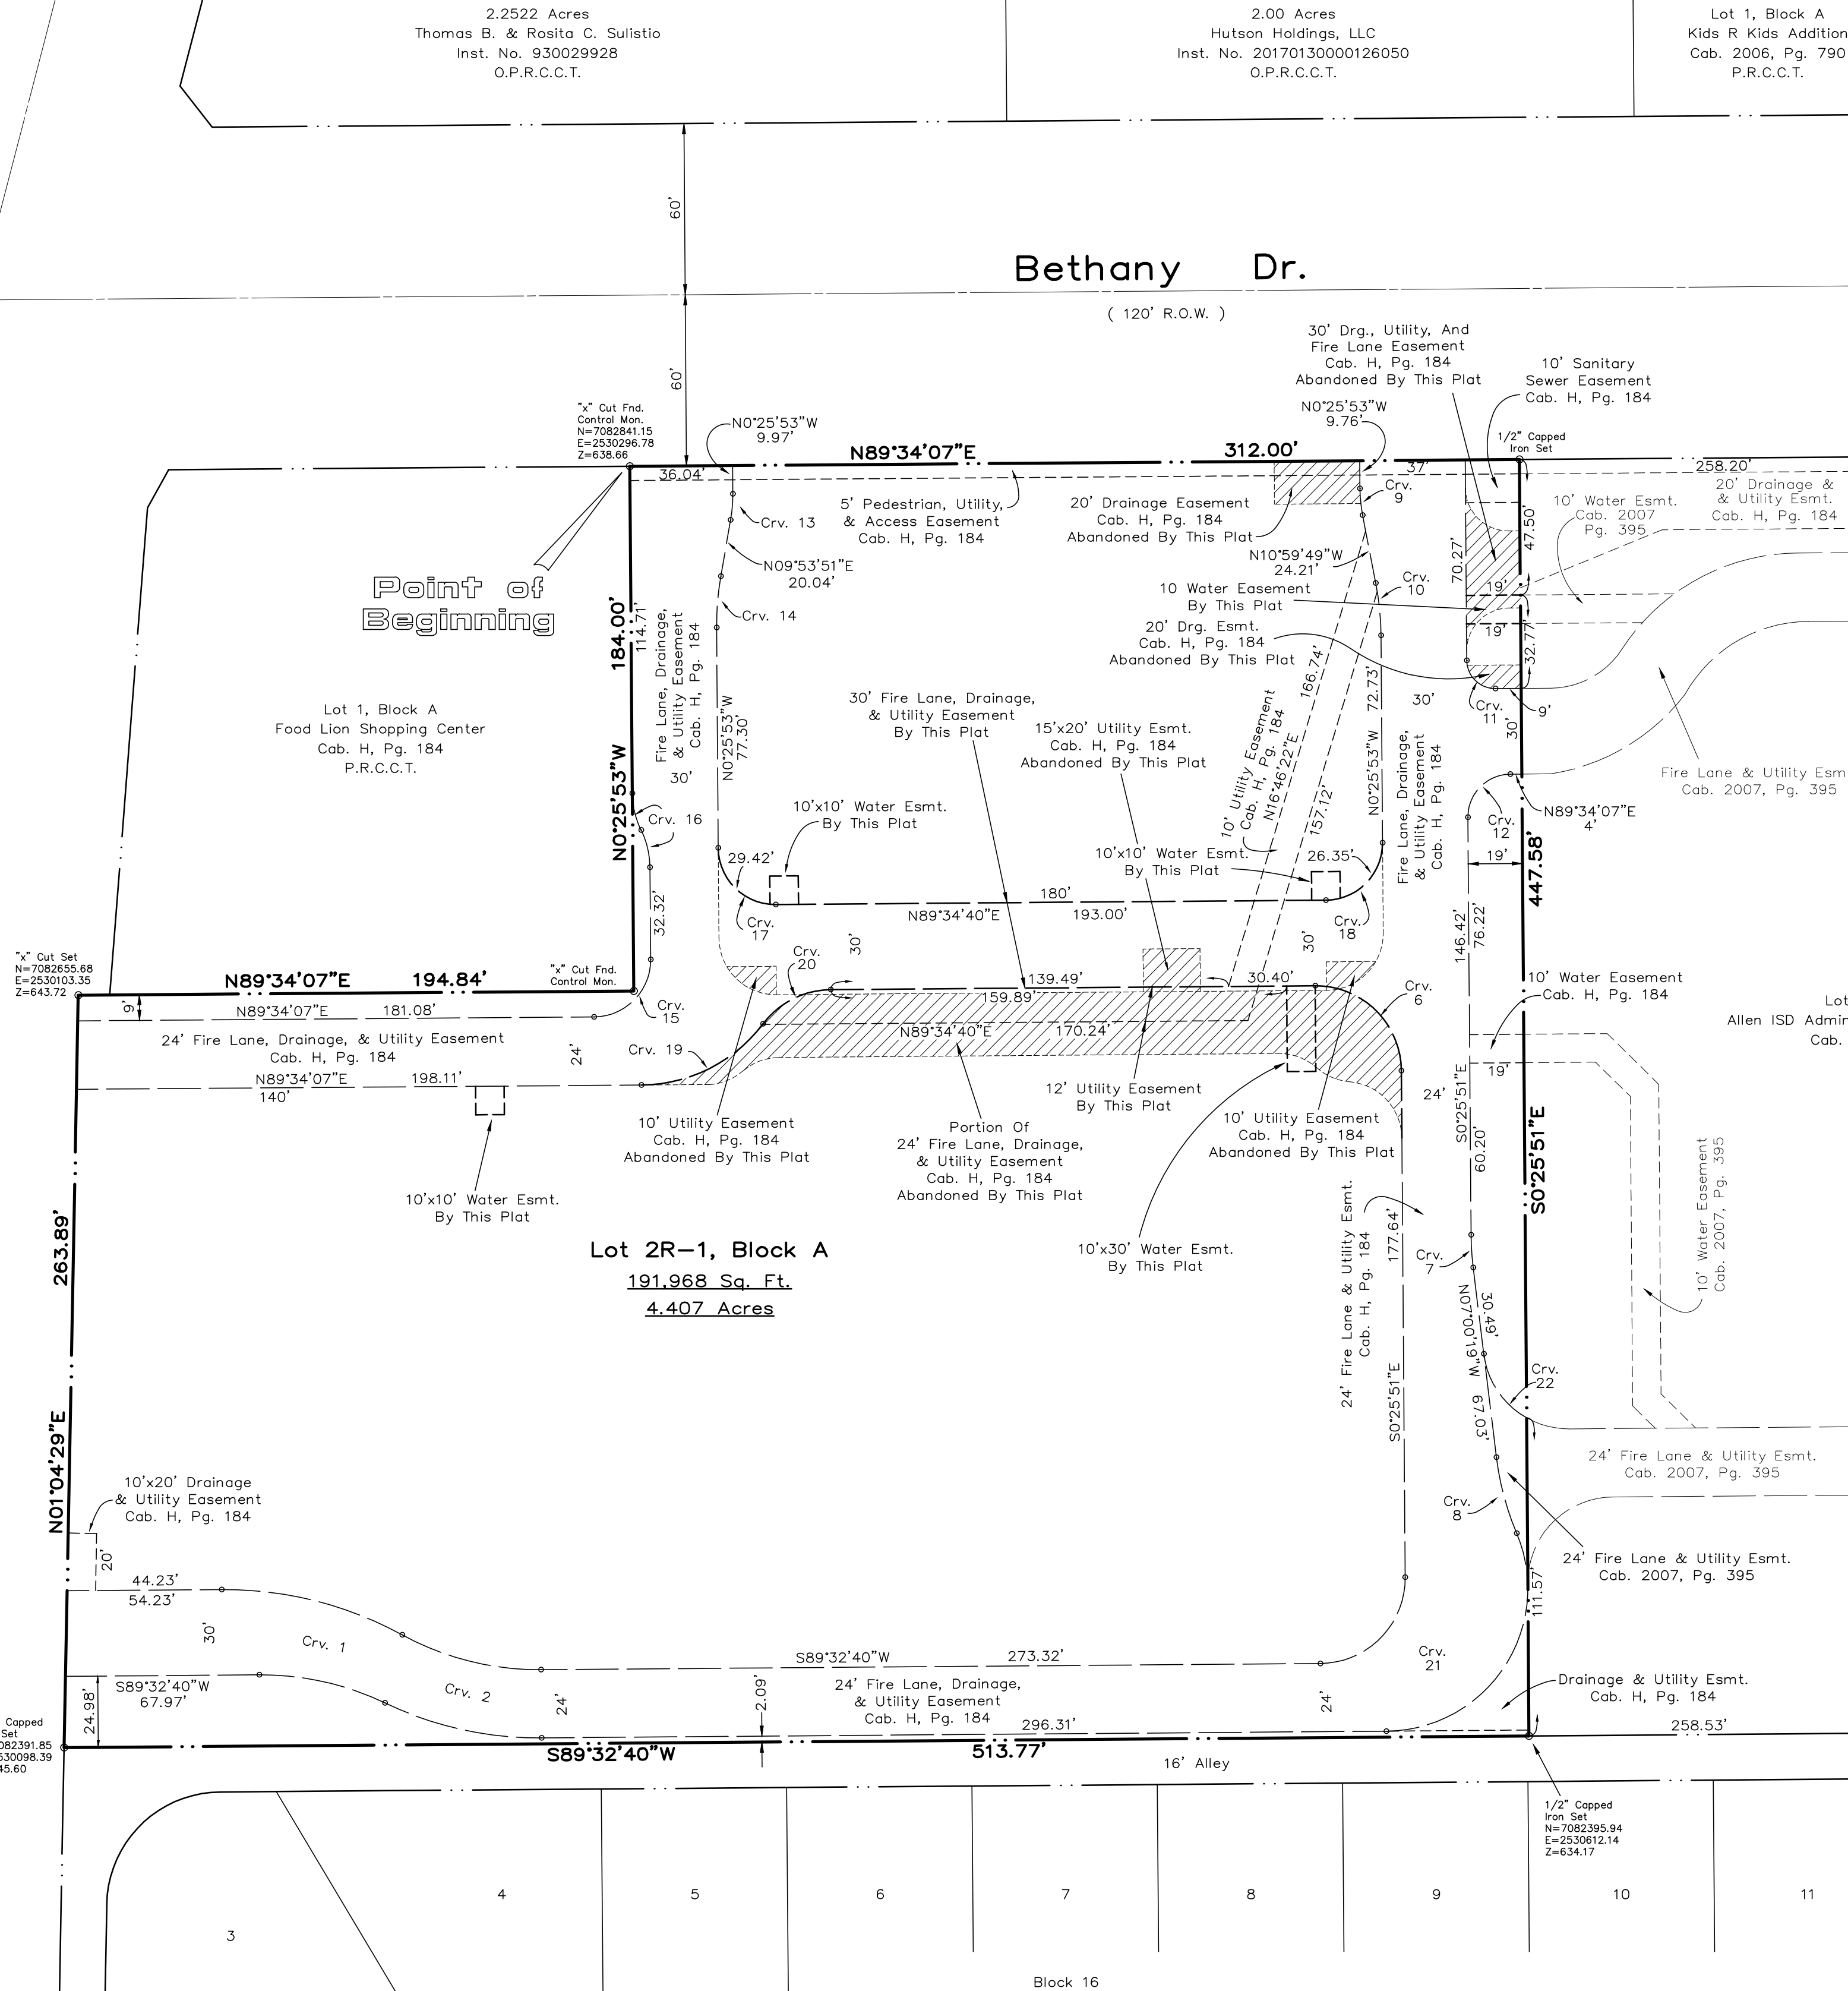 2.2522 Acres
Thomas B. & Rosita C. Sulistio
Inst. No. 930029928
O.P.R.C.C.T.
2.00 Acres
Hutson Holdings, LLC
Inst. No. 20170130000126050
O.P.R.C.C.T.
Lot 1, Block A
Kids R Kids Addition
Cab. 2006, Pg. 790
P.R.C.C.T.
60'
Bethany Dr.
( 120' R.O.W. )
60'
30' Drg., Utility, And
Fire Lane Easement
Cab. H, Pg. 184
Abandoned By This Plat
10' Sanitary
Sewer Easement
Cab. H, Pg. 184
"x" Cut Fnd.
Control Mon.
N=7082841.15
E=2530296.78
Z=638.66
N0°25'53"W
9.97'
N89°34'07"E 312.00'
N0°25'53"W
9.76'
1/2" Capped
Iron Set
36.04'
37'
258.20'
5' Pedestrian, Utility,
& Access Easement
Cab. H, Pg. 184
20' Drainage Easement
Cab. H, Pg. 184
Abandoned By This Plat
Crv.
9
10' Water Esmt.
Cab. 2007
Pg. 395
20' Drainage &
& Utility Esmt.
Cab. H, Pg. 184
Crv. 13
N09°53'51"E
20.04'
Crv. 14
N10°59'49"W
24.21'
Crv.
10
70.27'
47.50'
10 Water Easement
By This Plat
19'
19'
32.77'
20' Drg. Esmt.
Cab. H, Pg. 184
Abandoned By This Plat
Point of
Beginning
184.00'
114.71'
N0°25'53"W
Fire Lane, Drainage,
& Utility Easement
Cab. H, Pg. 184
30'
N0°25'53"W
77.30'
Lot 1, Block A
Food Lion Shopping Center
Cab. H, Pg. 184
P.R.C.C.T.
30' Fire Lane, Drainage,
& Utility Easement
By This Plat
15'x20' Utility Esmt.
Cab. H, Pg. 184
Abandoned By This Plat
10' Utility Easement
Cab. H, Pg. 184
N16°46'22"E
166.74'
157.12'
72.73'
N0°25'53"W
30'
Fire Lane, Drainage,
& Utility Easement
Cab. H, Pg. 184
Crv.
11
9'
30'
Fire Lane & Utility Esm
Cab. 2007, Pg. 395
N89°34'07"E
4'
Crv.
12
19'
447.58'
Crv. 16
10'x10' Water Esmt.
By This Plat
29.42'
10'x10' Water Esmt.
By This Plat
26.35'
180'
N89°34'40"E 193.00'
Crv.
17
Crv.
18
32.32'
30'
30'
Crv.
20
146.42'
76.22'
"x" Cut Set
N=7082655.68
E=2530103.35
Z=643.72
N89°34'07"E 194.84'
"x" Cut Fnd.
Control Mon.
9'
N89°34'07"E 181.08'
Crv.
15
139.49'
30.40'
159.89'
N89°34'40"E 170.24'
Crv.
6
10' Water Easement
Cab. H, Pg. 184
Lot
Allen ISD Admir
Cab.
24' Fire Lane, Drainage, & Utility Easement
Cab. H, Pg. 184
24'
Crv. 19
N89°34'07"E 198.11'
140'
19'
24'
S0°25'51"E
60.20'
S0°25'51"E
12' Utility Easement
By This Plat
10' Utility Easement
Cab. H, Pg. 184
Abandoned By This Plat
Portion Of
24' Fire Lane, Drainage,
& Utility Easement
Cab. H, Pg. 184
Abandoned By This Plat
10' Utility Easement
Cab. H, Pg. 184
Abandoned By This Plat
10'x10' Water Esmt.
By This Plat
10'x30' Water Esmt.
By This Plat
10' Water Easement
Cab. 2007, Pg. 395
Lot 2R-1, Block A
191,968 Sq. Ft.
4.407 Acres
263.89'
N01°04'29"E
24' Fire Lane & Utility Esmt.
Cab. H, Pg. 184
177.64'
S0°25'51"E
Crv.
7
30.49'
N07°00'19"W 67.03'
Crv.
22
24' Fire Lane & Utility Esmt.
Cab. 2007, Pg. 395
10'x20' Drainage
& Utility Easement
Cab. H, Pg. 184
Crv.
8
20'
24' Fire Lane & Utility Esmt.
Cab. 2007, Pg. 395
111.57'
44.23'
54.23'
30'
Crv. 1
S89°32'40"W
67.97'
24.98'
Crv. 2
24'
S89°32'40"W 273.32'
24' Fire Lane, Drainage,
& Utility Easement
Cab. H, Pg. 184
2.09'
296.31'
24'
Crv.
21
Drainage & Utility Esmt.
Cab. H, Pg. 184
258.53'
Capped
Set
082391.85
530098.39
45.60
S89°32'40"W 513.77'
16' Alley
1/2" Capped
Iron Set
N=7082395.94
E=2530612.14
Z=634.17
3
4
5
6
7
8
9
10
11
Block 16